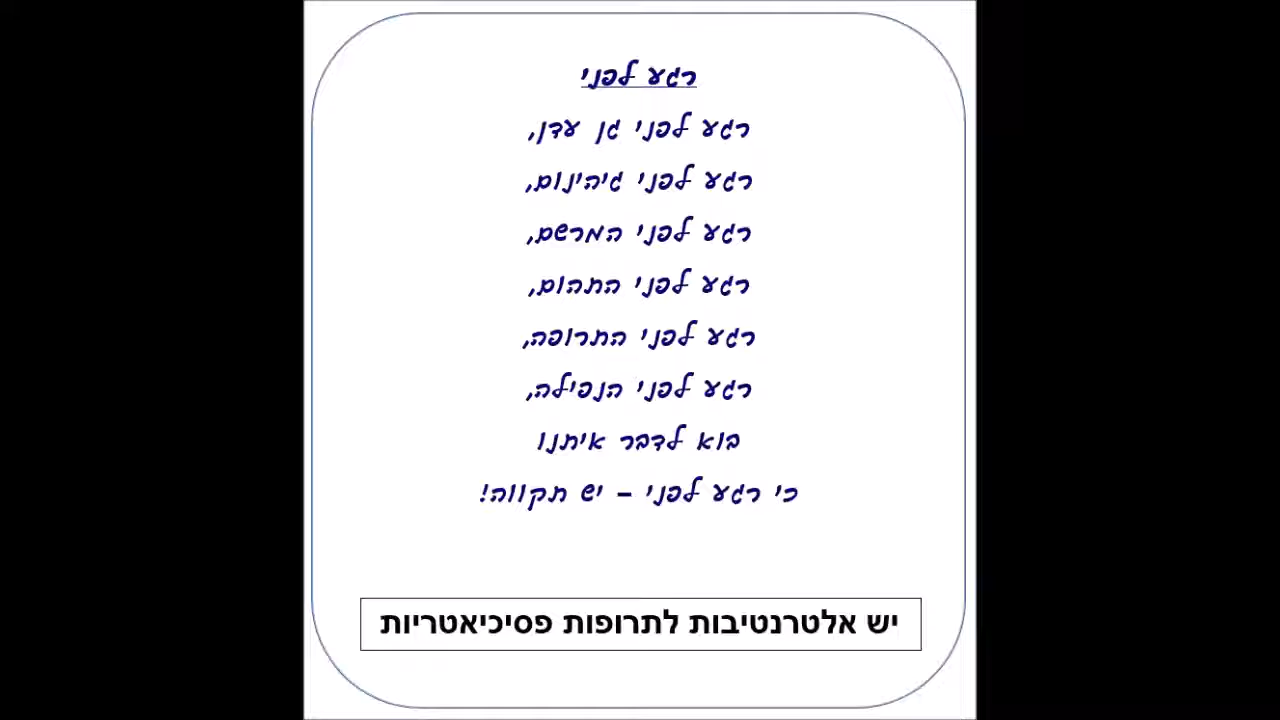 רגע לפני
רגע לפני גן עדן,
רגע לפני גיהינום,
רגע לפני המרשם,
רגע לפני התהום,
רגע לפני התרופה,
רגע לפני הנפילה,
בוא לדבר איתנו
כי רגע לפני – יש תקווה!
יש אלטרנטיבות לתרופות פסיכיאטריות